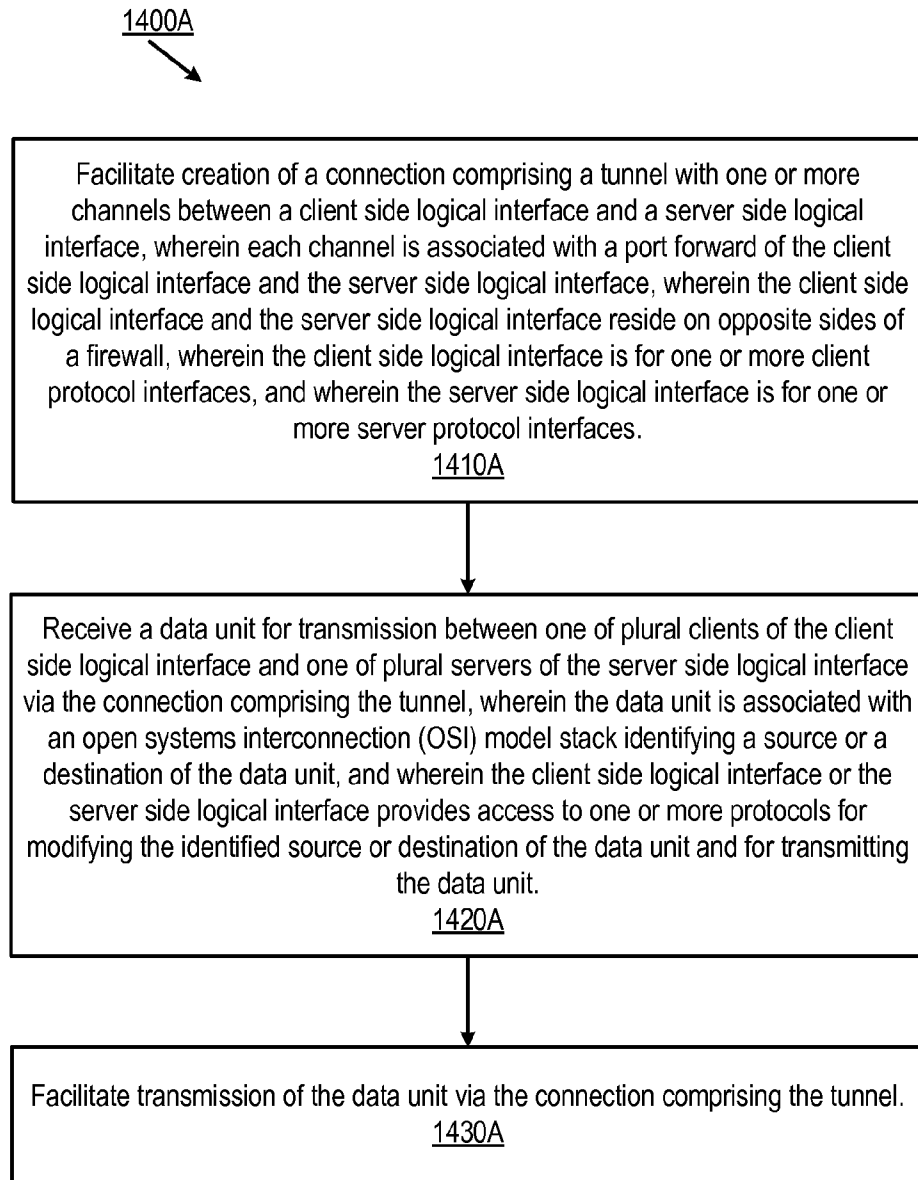 1400A
Facilitate creation of a connection comprising a tunnel with one or more
channels between a client side logical interface and a server side logical
interface, wherein each channel is associated with a port forward of the client
side logical interface and the server side logical interface, wherein the client side
logical interface and the server side logical interface reside on opposite sides of
a firewall, wherein the client side logical interface is for one or more client
protocol interfaces, and wherein the server side logical interface is for one or
more server protocol interfaces.
1410A
Receive a data unit for transmission between one of plural clients of the client
side logical interface and one of plural servers of the server side logical interface
via the connection comprising the tunnel, wherein the data unit is associated with
an open systems interconnection (OSI) model stack identifying a source or a
destination of the data unit, and wherein the client side logical interface or the
server side logical interface provides access to one or more protocols for
modifying the identified source or destination of the data unit and for transmitting
the data unit.
1420A
Facilitate transmission of the data unit via the connection comprising the tunnel.
1430A